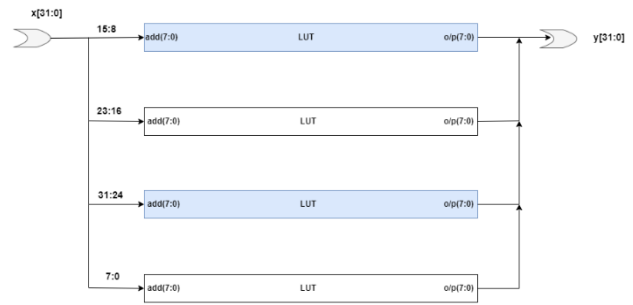 x[31:0]
15:8
add(7:0) LUT o/p(7:0)
y[31:0]
23:16
add(7:0) LUT o/p(7:0)
31:24
add(7:0) LUT o/p(7:0)
7:0
add(7:0) LUT o/p(7:0)